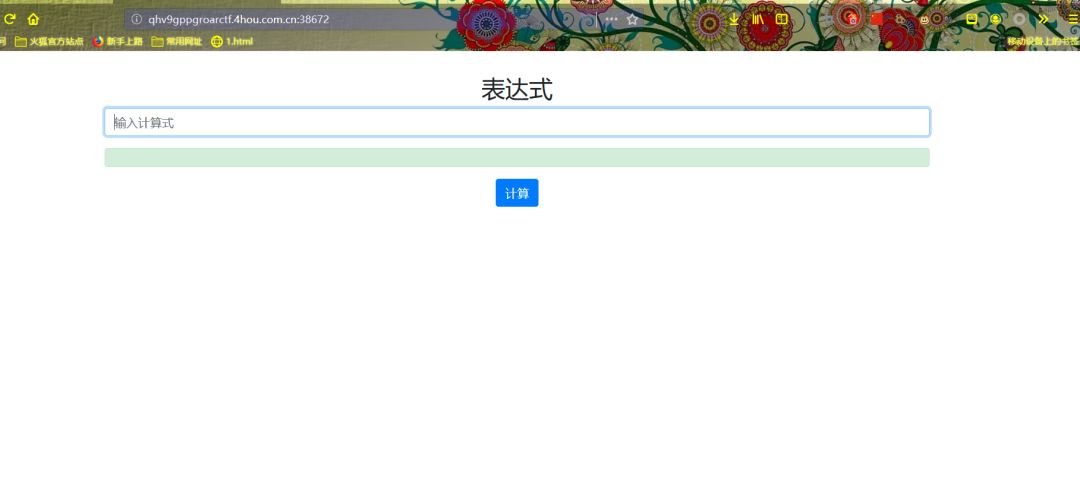 qhv9gppgroarctf.4hou.com.cn:38672
问 火狐官方站点 新手上路 常用网址 1.html 移动设备上的书签
表达式
输入计算式
计算